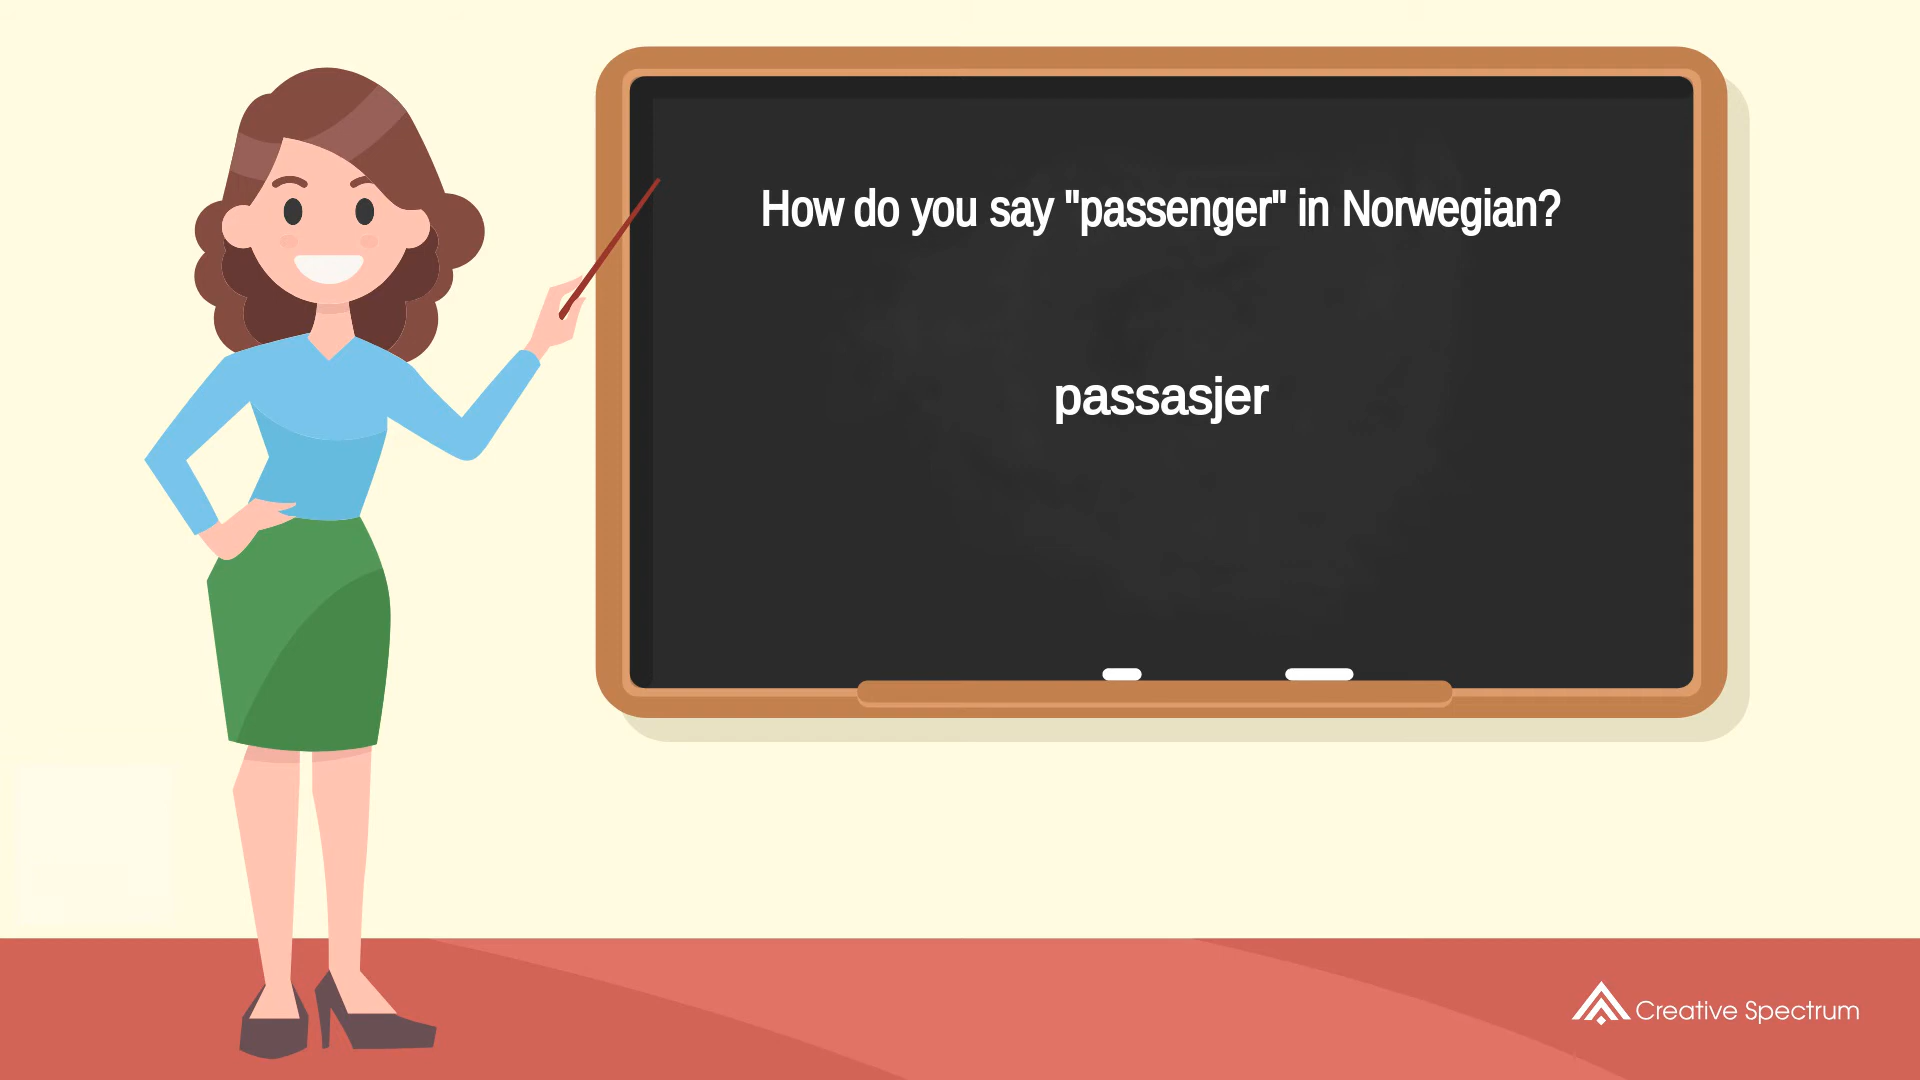 How do you say "passenger" in Norwegian?
passasjer
Creative Spectrum